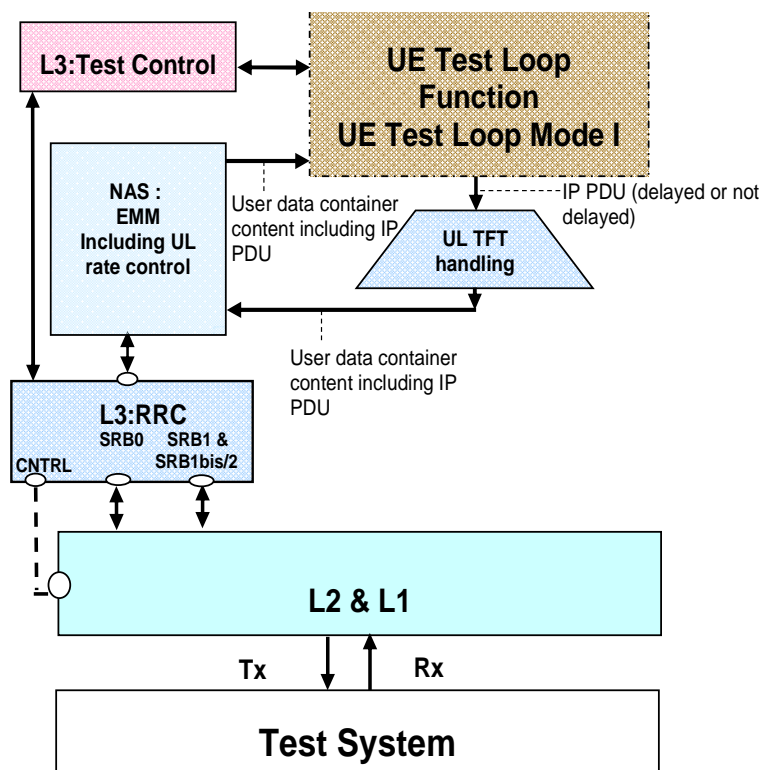 L3:Test Control
UE Test Loop
Function
UE Test Loop Mode I
NAS :
EMM
Including UL
rate control
User data container
content including IP
PDU
IP PDU (delayed or not
delayed)
UL TFT
handling
User data container
content including IP
PDU
L3:RRC
SRB0
SRB1 &
SRB1bis/2
CNTRL
L2 & L1
Tx
Rx
Test System